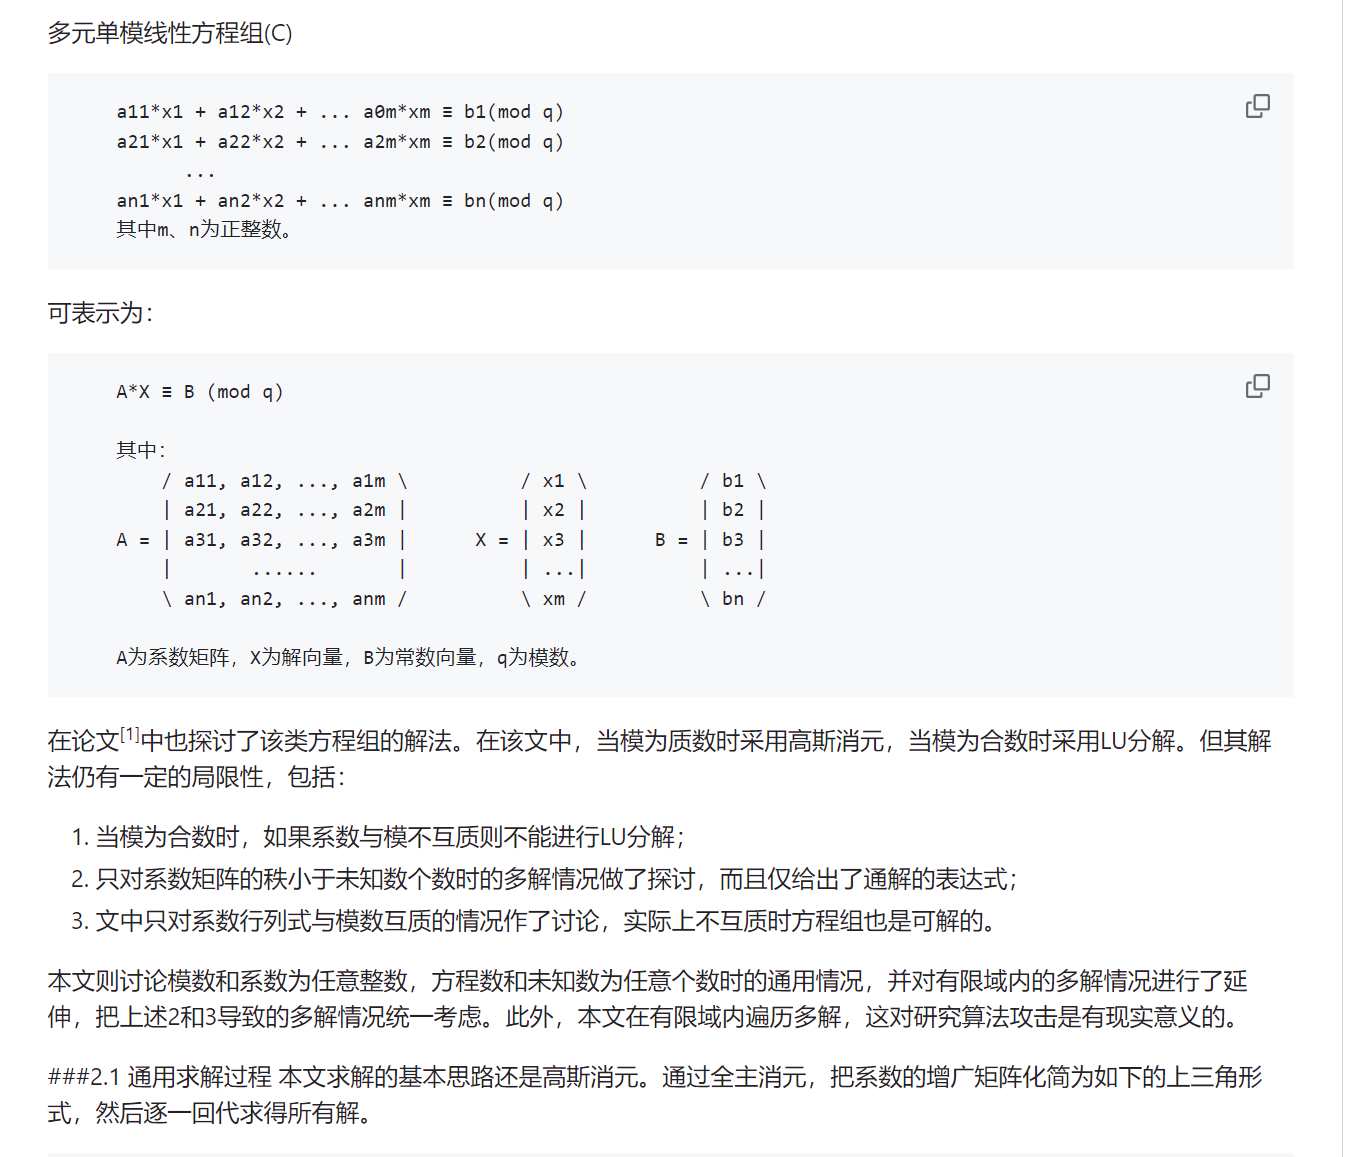 多元单模线性方程组(C)
a11*x1 + a12*x2 + ... a0m*xm ≡ b1(mod q)
a21*x1 + a22*x2 + ... a2m*xm ≡ b2(mod q)
...
an1*x1 + an2*x2 + ... anm*xm ≡ bn(mod q)
其中m、n为正整数。
可表示为：
A*X ≡ B (mod q)
其中：
/ a11, a12, ..., a1m \ / x1 \ / b1 \
| a21, a22, ..., a2m | | x2 | | b2 |
A = | a31, a32, ..., a3m | X = | x3 | B = | b3 |
| ...... | | ...| | ...|
\ an1, an2, ..., anm / \ xm / \ bn /
A为系数矩阵，X为解向量，B为常数向量，q为模数。
在论文[1]中也探讨了该类方程组的解法。在该文中，当模为质数时采用高斯消元，当模为合数时采用LU分解。但其解
法仍有一定的局限性，包括：
1. 当模为合数时，如果系数与模不互质则不能进行LU分解；
2. 只对系数矩阵的秩小于未知数个数时的多解情况做了探讨，而且仅给出了通解的表达式；
3. 文中只对系数行列式与模数互质的情况作了讨论，实际上不互质时方程组也是可解的。
本文则讨论模数和系数为任意整数，方程数和未知数为任意个数时的通用情况，并对有限域内的多解情况进行了延
伸，把上述2和3导致的多解情况统一考虑。此外，本文在有限域内遍历多解，这对研究算法攻击是有现实意义的。
###2.1 通用求解过程 本文求解的基本思路还是高斯消元。通过全主消元，把系数的增广矩阵化简为如下的上三角形
式，然后逐一回代求得所有解。